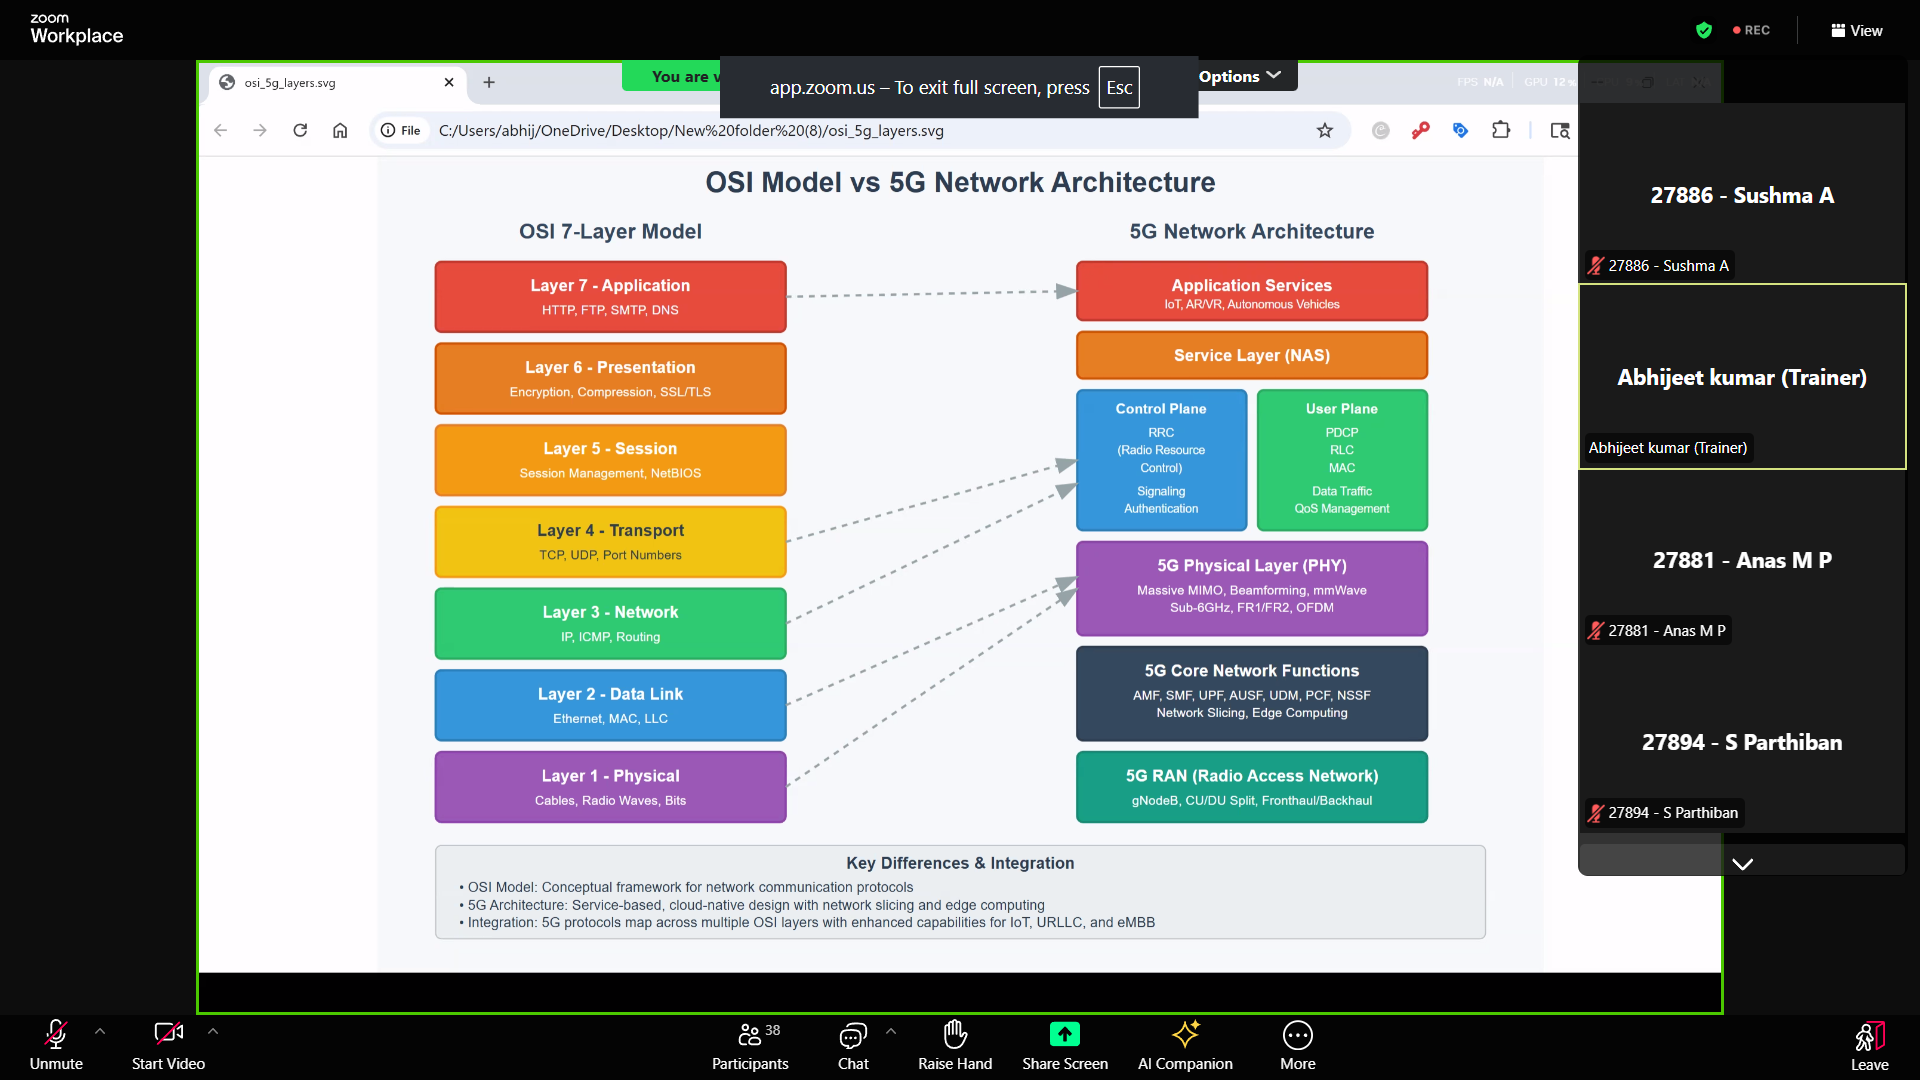 zoom
Workplace
REC
View
osi_5g_layers.svg
You are v
app.zoom.us – To exit full screen, press Esc
Options
FPS N/A
GPU 12 %
File
C:/Users/abhij/OneDrive/Desktop/New%20folder%20(8)/osi_5g_layers.svg
OSI Model vs 5G Network Architecture
OSI 7-Layer Model
Layer 7 - Application
HTTP, FTP, SMTP, DNS
Layer 6 - Presentation
Encryption, Compression, SSL/TLS
Layer 5 - Session
Session Management, NetBIOS
Layer 4 - Transport
TCP, UDP, Port Numbers
Layer 3 - Network
IP, ICMP, Routing
Layer 2 - Data Link
Ethernet, MAC, LLC
Layer 1 - Physical
Cables, Radio Waves, Bits
5G Network Architecture
Application Services
IoT, AR/VR, Autonomous Vehicles
Service Layer (NAS)
Control Plane
RRC
(Radio Resource
Control)
Signaling
Authentication
User Plane
PDCP
RLC
MAC
Data Traffic
QoS Management
5G Physical Layer (PHY)
Massive MIMO, Beamforming, mmWave
Sub-6GHz, FR1/FR2, OFDM
5G Core Network Functions
AMF, SMF, UPF, AUSF, UDM, PCF, NSSF
Network Slicing, Edge Computing
5G RAN (Radio Access Network)
gNodeB, CU/DU Split, Fronthaul/Backhaul
Key Differences & Integration
• OSI Model: Conceptual framework for network communication protocols
• 5G Architecture: Service-based, cloud-native design with network slicing and edge computing
• Integration: 5G protocols map across multiple OSI layers with enhanced capabilities for IoT, URLLC, and eMBB
27886 - Sushma A
27886 - Sushma A
Abhijeet kumar (Trainer)
Abhijeet kumar (Trainer)
27881 - Anas M P
27881 - Anas M P
27894 - S Parthiban
27894 - S Parthiban
Unmute
Start Video
38
Participants
Chat
Raise Hand
Share Screen
AI Companion
More
Leave